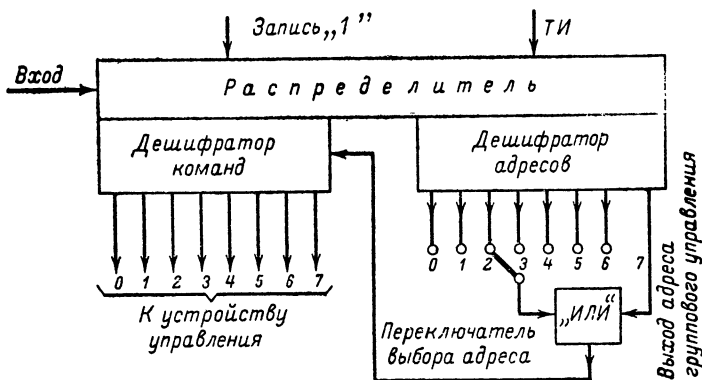 Запись „1”
ТИ
Вход
Распределитель
Дешифратор
команд
Дешифратор
адресов
0 1 2 3 4 5 6 7
0 1 2 3 4 5 6 7
К устройству
управления
Переключатель
выбора адреса
„ИЛИ“
Выход адреса
группового управления